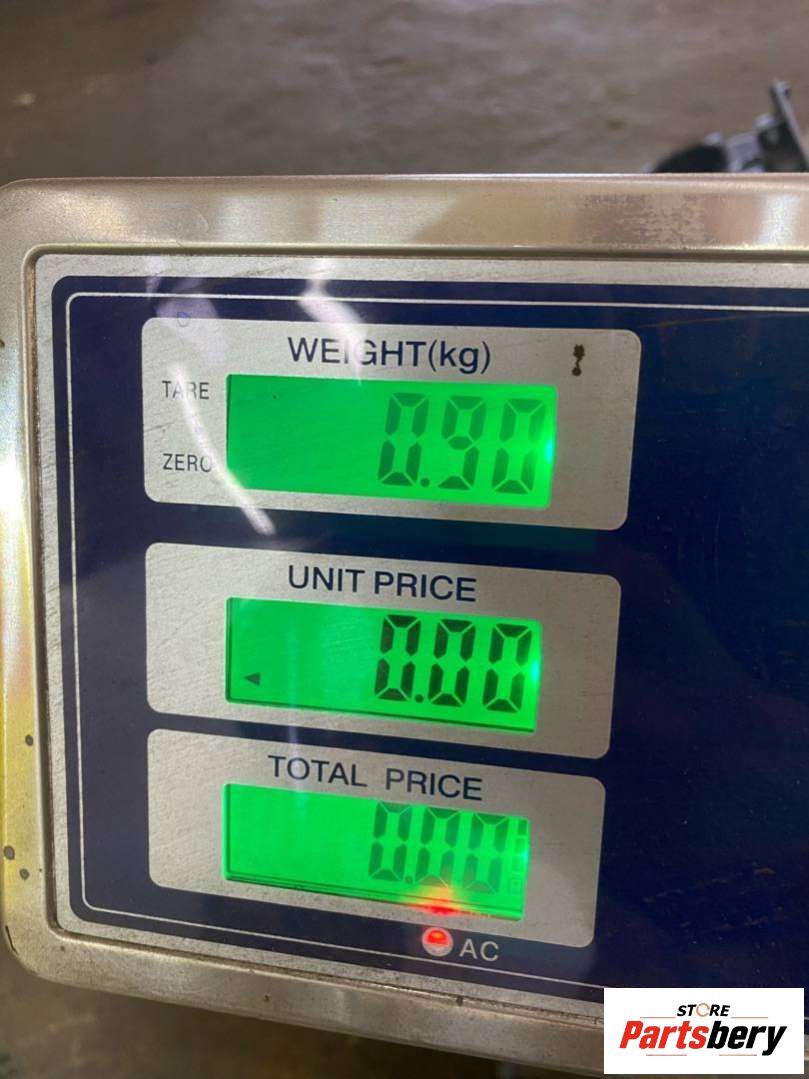 WEIGHT(kg)
TARE
0.90
ZERO
UNIT PRICE
0.00
TOTAL PRICE
0.00
AC
STORE
Partsbery